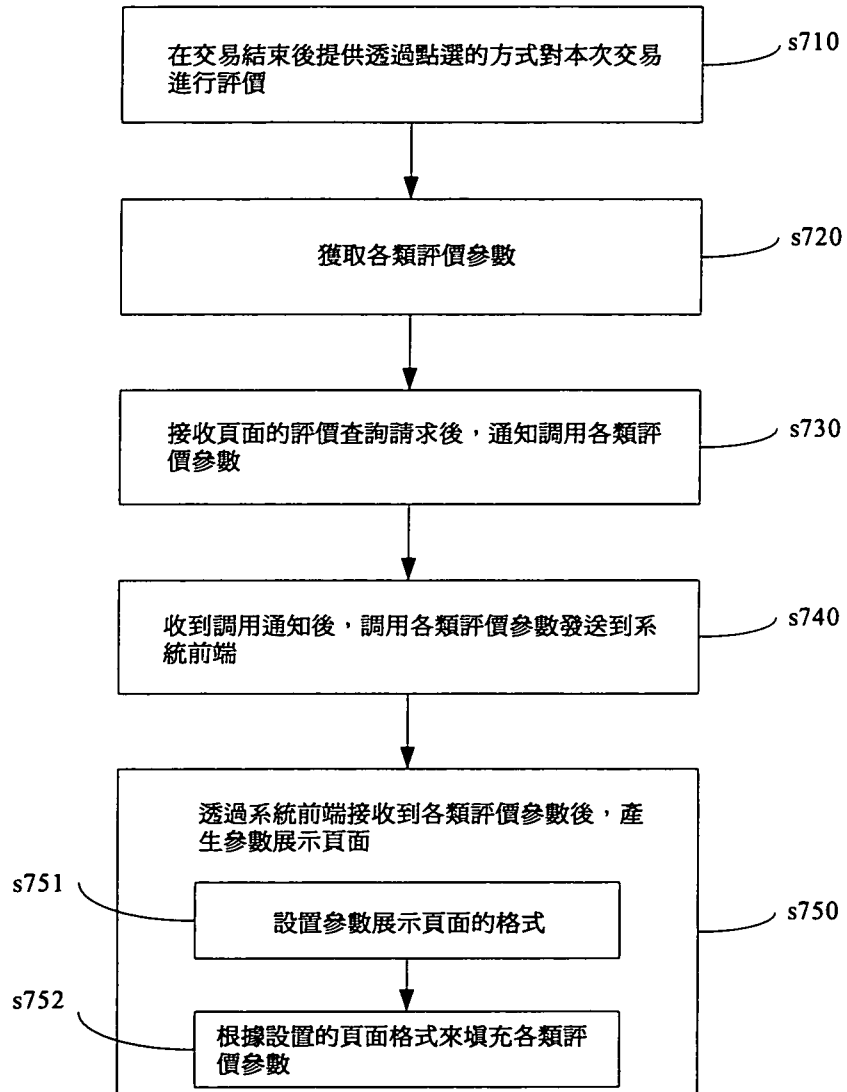 在交易結束後提供透過點選的方式對本次交易
進行評價
s710
獲取各類評價參數
s720
接收頁面的評價查詢請求後，通知調用各類評
價參數
s730
收到調用通知後，調用各類評價參數發送到系
統前端
s740
透過系統前端接收到各類評價參數後，產
生參數展示頁面
s751
設置參數展示頁面的格式
s750
s752
根據設置的頁面格式來填充各類評
價參數